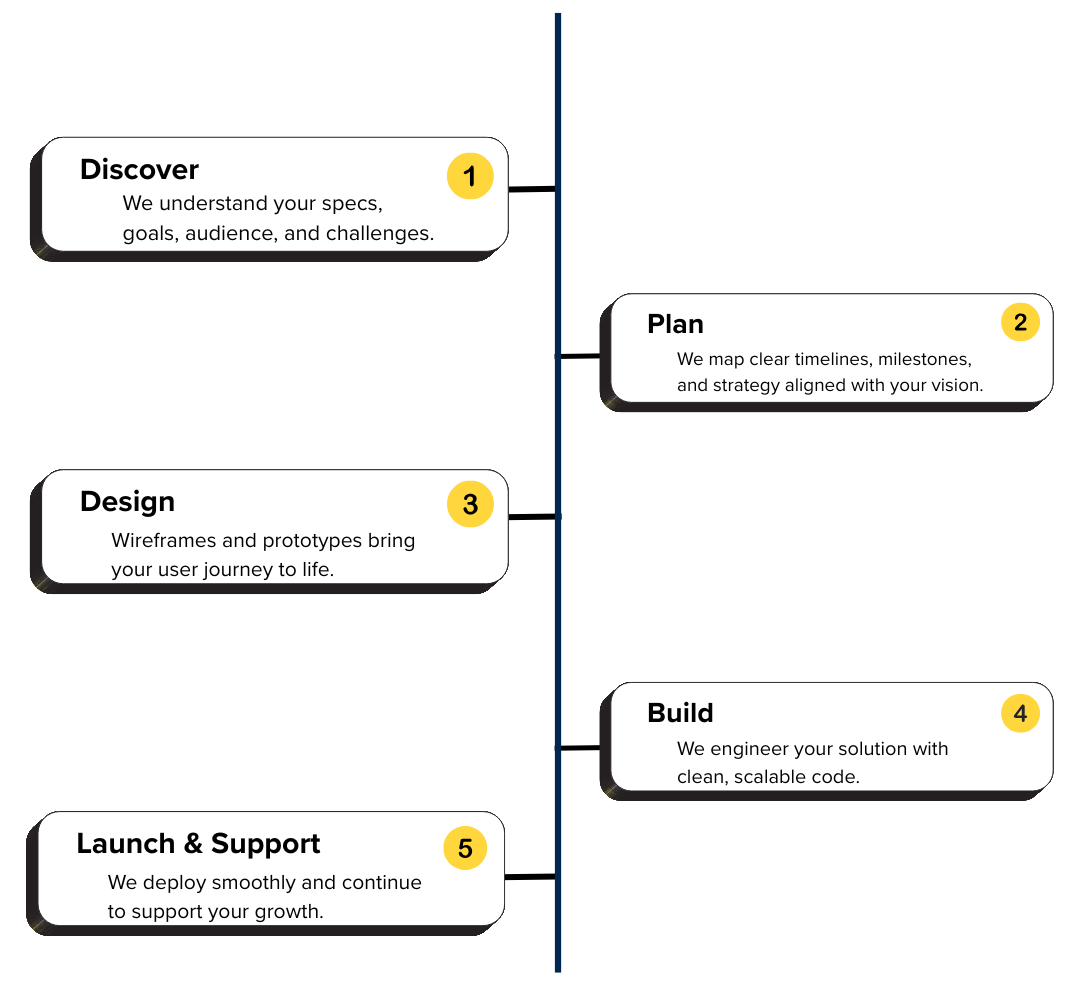 Discover
1
We understand your specs,
goals, audience, and challenges.
Plan
2
We map clear timelines, milestones,
and strategy aligned with your vision.
Design
3
Wireframes and prototypes bring
your user journey to life.
Build
4
We engineer your solution with
clean, scalable code.
Launch & Support
5
We deploy smoothly and continue
to support your growth.